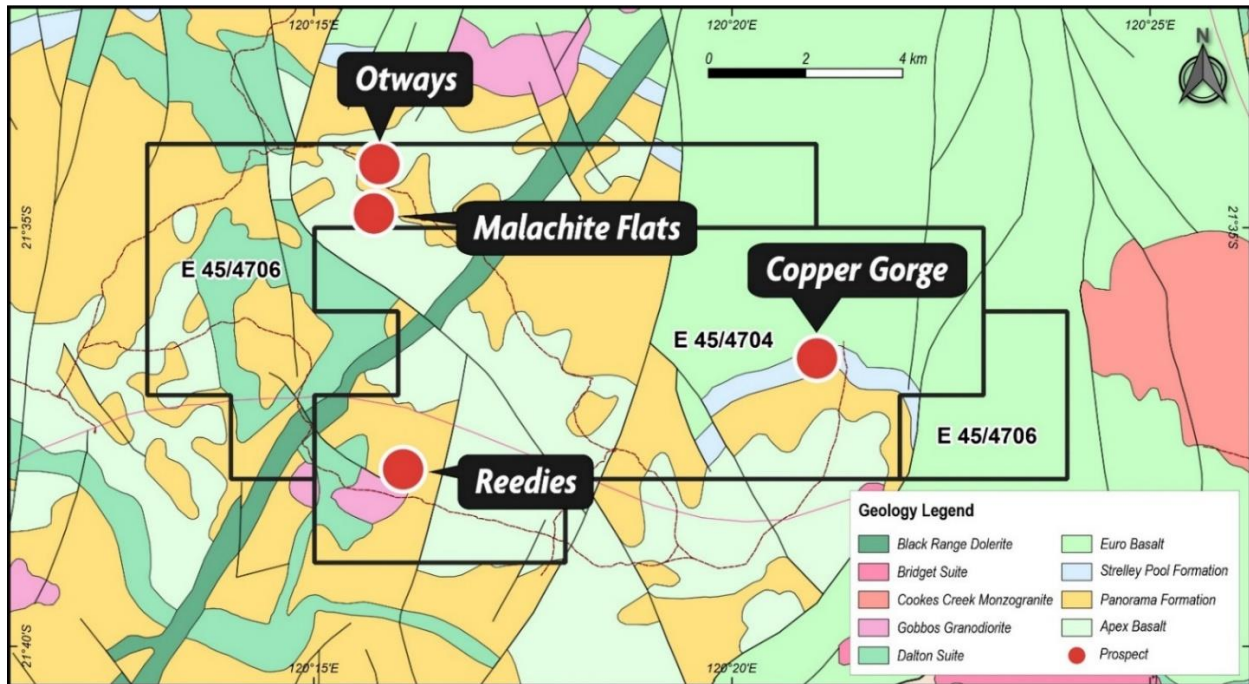 120°15'E
120°20'E
120°25'E
N
0 2 4 km
Otways
Malachite Flats
Copper Gorge
Reedies
21°35'S
21°35'S
E 45/4706
E 45/4704
E 45/4706
21°40'S
120°15'E
120°20'E
Geology Legend
Black Range Dolerite
Bridget Suite
Cookes Creek Monzogranite
Gobbos Granodiorite
Dalton Suite
Euro Basalt
Strelley Pool Formation
Panorama Formation
Apex Basalt
Prospect